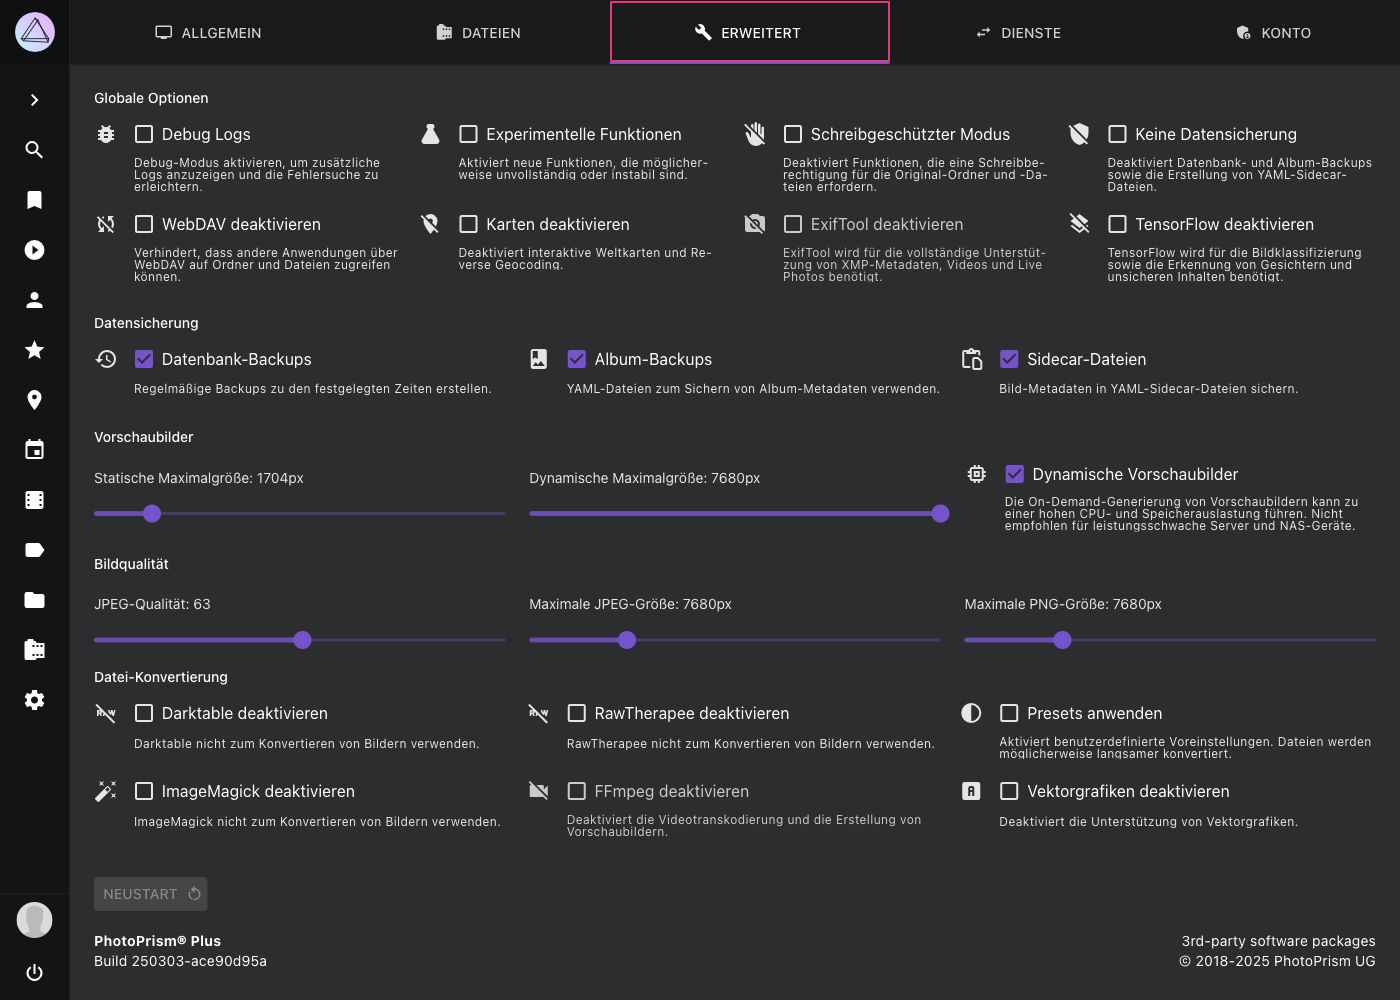 ALLGEMEIN
DATEIEN
ERWEITERT
DIENSTE
KONTO
Globale Optionen
Debug Logs
Debug-Modus aktivieren, um zusätzliche
Logs anzuzeigen und die Fehlersuche zu
erleichtern.
Experimentelle Funktionen
Aktiviert neue Funktionen, die möglicher-
weise unvollständig oder instabil sind.
Schreibgeschützter Modus
Deaktiviert Funktionen, die eine Schreibbe-
rechtigung für die Original-Ordner und -Da-
teien erfordern.
Keine Datensicherung
Deaktiviert Datenbank- und Album-Backups
sowie die Erstellung von YAML-Sidecar-
Dateien.
WebDAV deaktivieren
Verhindert, dass andere Anwendungen über
WebDAV auf Ordner und Dateien zugreifen
können.
Karten deaktivieren
Deaktiviert interaktive Weltkarten und Re-
verse Geocoding.
ExifTool deaktivieren
ExifTool wird für die vollständige Unterstüt-
zung von XMP-Metadaten, Videos und Live
Photos benötigt.
TensorFlow deaktivieren
TensorFlow wird für die Bildklassifizierung
sowie die Erkennung von Gesichtern und
unsicheren Inhalten benötigt.
Datensicherung
Datenbank-Backups
Regelmäßige Backups zu den festgelegten Zeiten erstellen.
Album-Backups
YAML-Dateien zum Sichern von Album-Metadaten verwenden.
Sidecar-Dateien
Bild-Metadaten in YAML-Sidecar-Dateien sichern.
Vorschaubilder
Statische Maximalgröße: 1704px
Dynamische Maximalgröße: 7680px
Dynamische Vorschaubilder
Die On-Demand-Generierung von Vorschaubildern kann zu
einer hohen CPU- und Speicherauslastung führen. Nicht
empfohlen für leistungsschwache Server und NAS-Geräte.
Bildqualität
JPEG-Qualität: 63
Maximale JPEG-Größe: 7680px
Maximale PNG-Größe: 7680px
Datei-Konvertierung
Darktable deaktivieren
Darktable nicht zum Konvertieren von Bildern verwenden.
RawTherapee deaktivieren
RawTherapee nicht zum Konvertieren von Bildern verwenden.
Presets anwenden
Aktiviert benutzerdefinierte Voreinstellungen. Dateien werden
möglicherweise langsamer konvertiert.
ImageMagick deaktivieren
ImageMagick nicht zum Konvertieren von Bildern verwenden.
FFmpeg deaktivieren
Deaktiviert die Videotranskodierung und die Erstellung von
Vorschaubildern.
Vektorgrafiken deaktivieren
Deaktiviert die Unterstützung von Vektorgrafiken.
NEUSTART
PhotoPrism® Plus
Build 250303-ace90d95a
3rd-party software packages
© 2018-2025 PhotoPrism UG